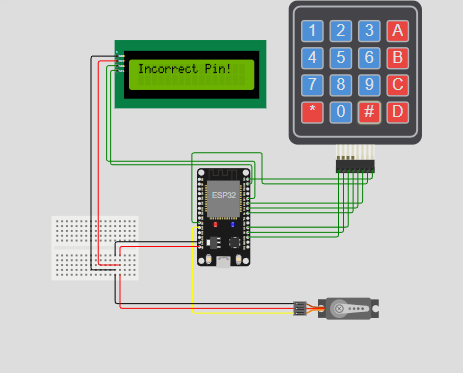 Incorrect Pin!
1 2 3 A
4 5 6 B
7 8 9 C
* 0 # D
ESP32